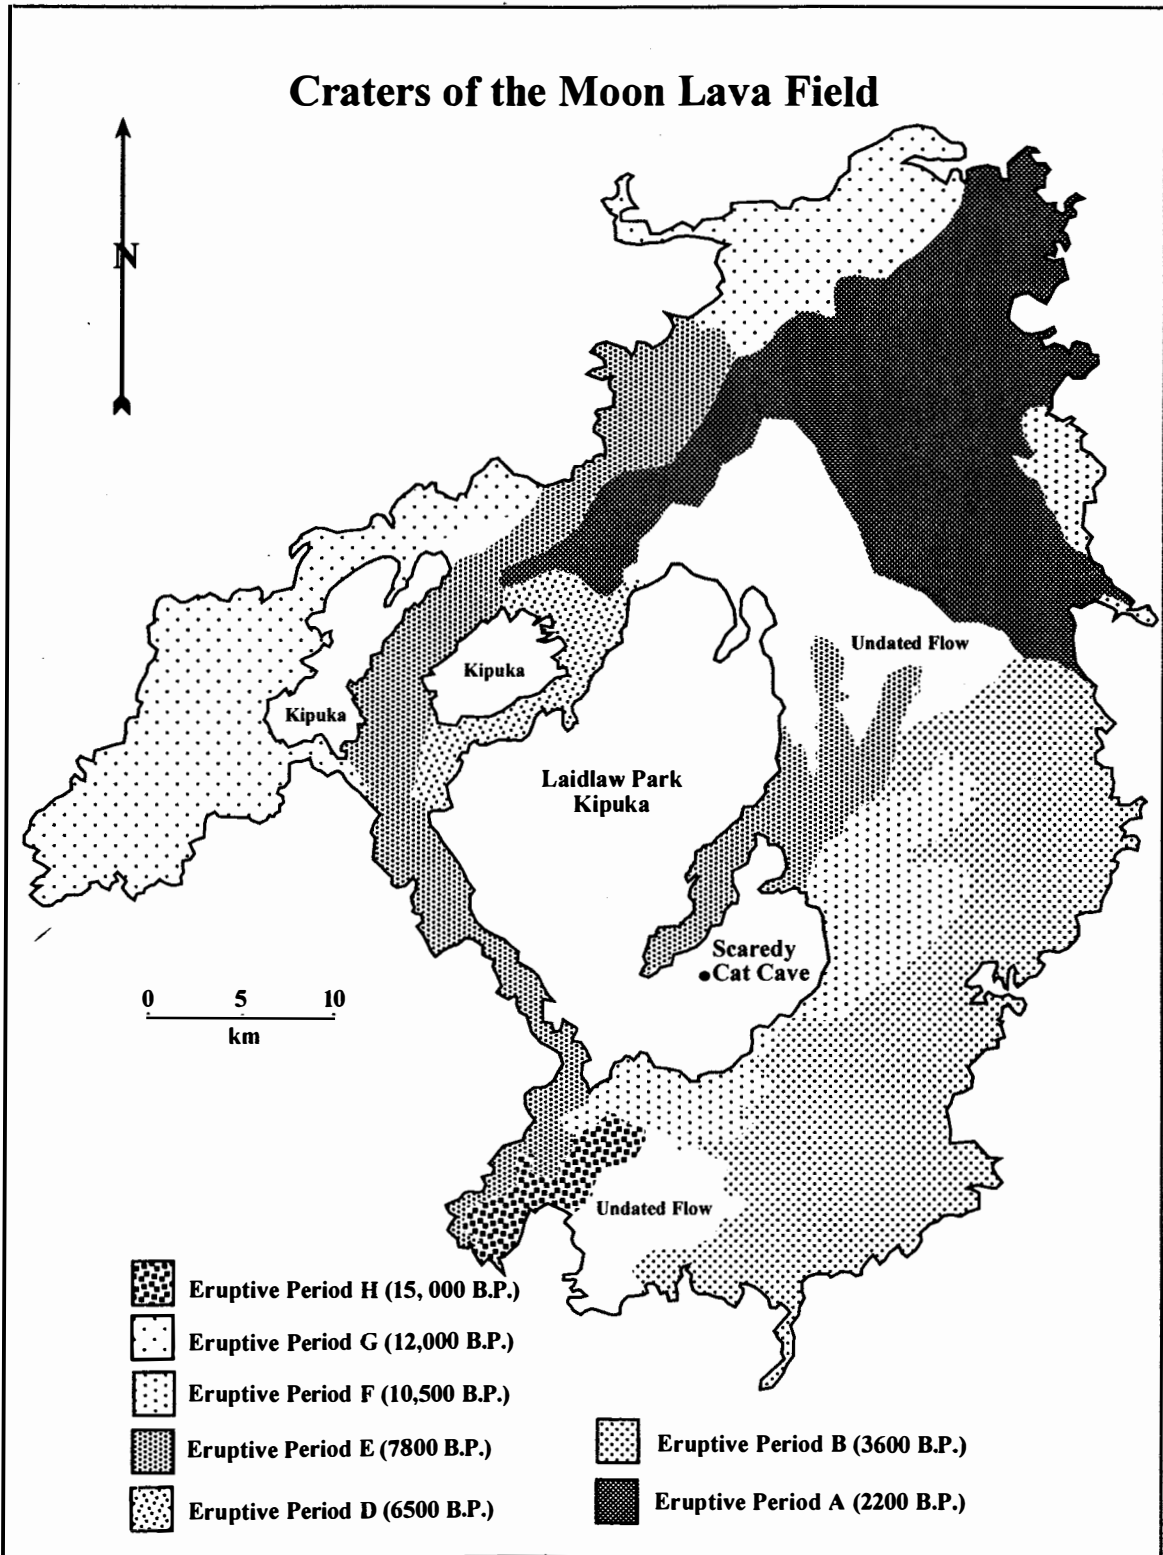 Craters of the Moon Lava Field
N
Undated Flow
Kipuka
Kipuka
Laidlaw Park
Kipuka
Scaredy
Cat Cave
0 5 10
km
Undated Flow
Eruptive Period H (15, 000 B.P.)
Eruptive Period G (12,000 B.P.)
Eruptive Period F (10,500 B.P.)
Eruptive Period E (7800 B.P.)
Eruptive Period D (6500 B.P.)
Eruptive Period B (3600 B.P.)
Eruptive Period A (2200 B.P.)